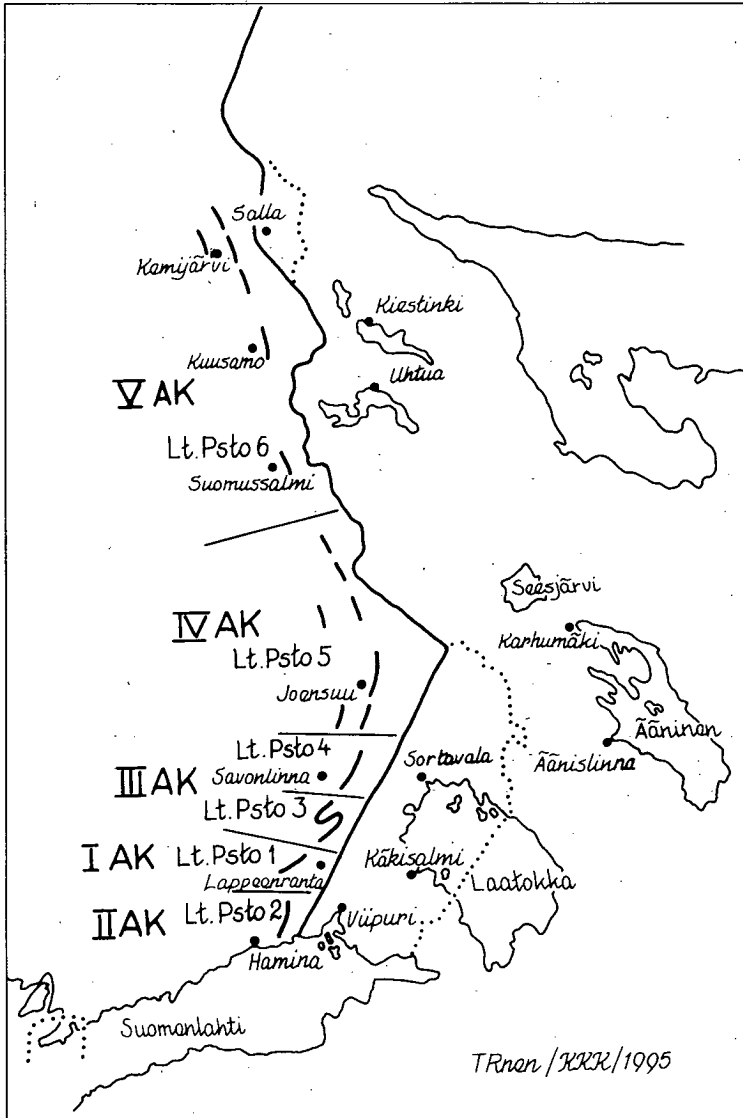 Salla
Kemijärvi
Kiestinki
Kuusamo
Uhtua
V AK
Lt.Psto 6
Suomussalmi
Seesjärvi
IV AK
Karhumäki
Lt.Psto 5
Joensuu
Ääninen
Lt.Psto 4
Sortavala
Äänislinna
III AK
Savonlinna
Lt.Psto 3
I AK
Lt.Psto 1
Käkisalmi
Lappeenranta
Laatokka
II AK
Lt.Psto 2
Viipuri
Hamina
Suomenlahti
TRnen/KKK/1995